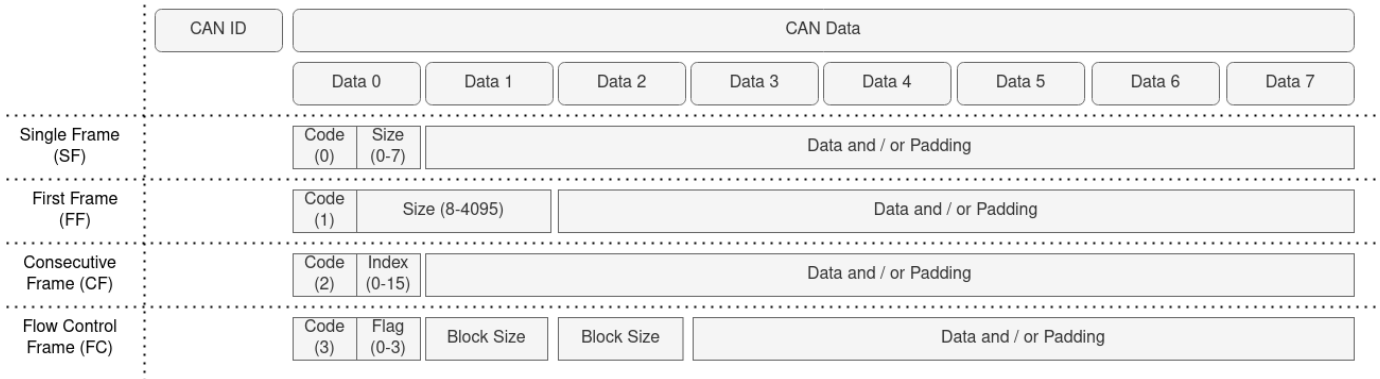 CAN ID
CAN Data
Data 0
Data 1
Data 2
Data 3
Data 4
Data 5
Data 6
Data 7
Single Frame
(SF)
Code
(0)
Size
(0-7)
Data and / or Padding
First Frame
(FF)
Code
(1)
Size (8-4095)
Data and / or Padding
Consecutive
Frame (CF)
Code
(2)
Index
(0-15)
Data and / or Padding
Flow Control
Frame (FC)
Code
(3)
Flag
(0-3)
Block Size
Block Size
Data and / or Padding